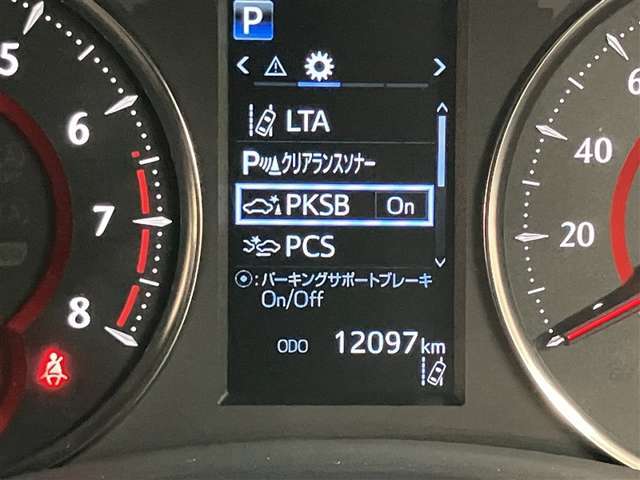 P
LTA
P クリアランスソナー
PKSB On
PCS
⦿:パーキングサポートブレーキ
On/Off
ODO 12097km
5
6
7
8
6
40
20